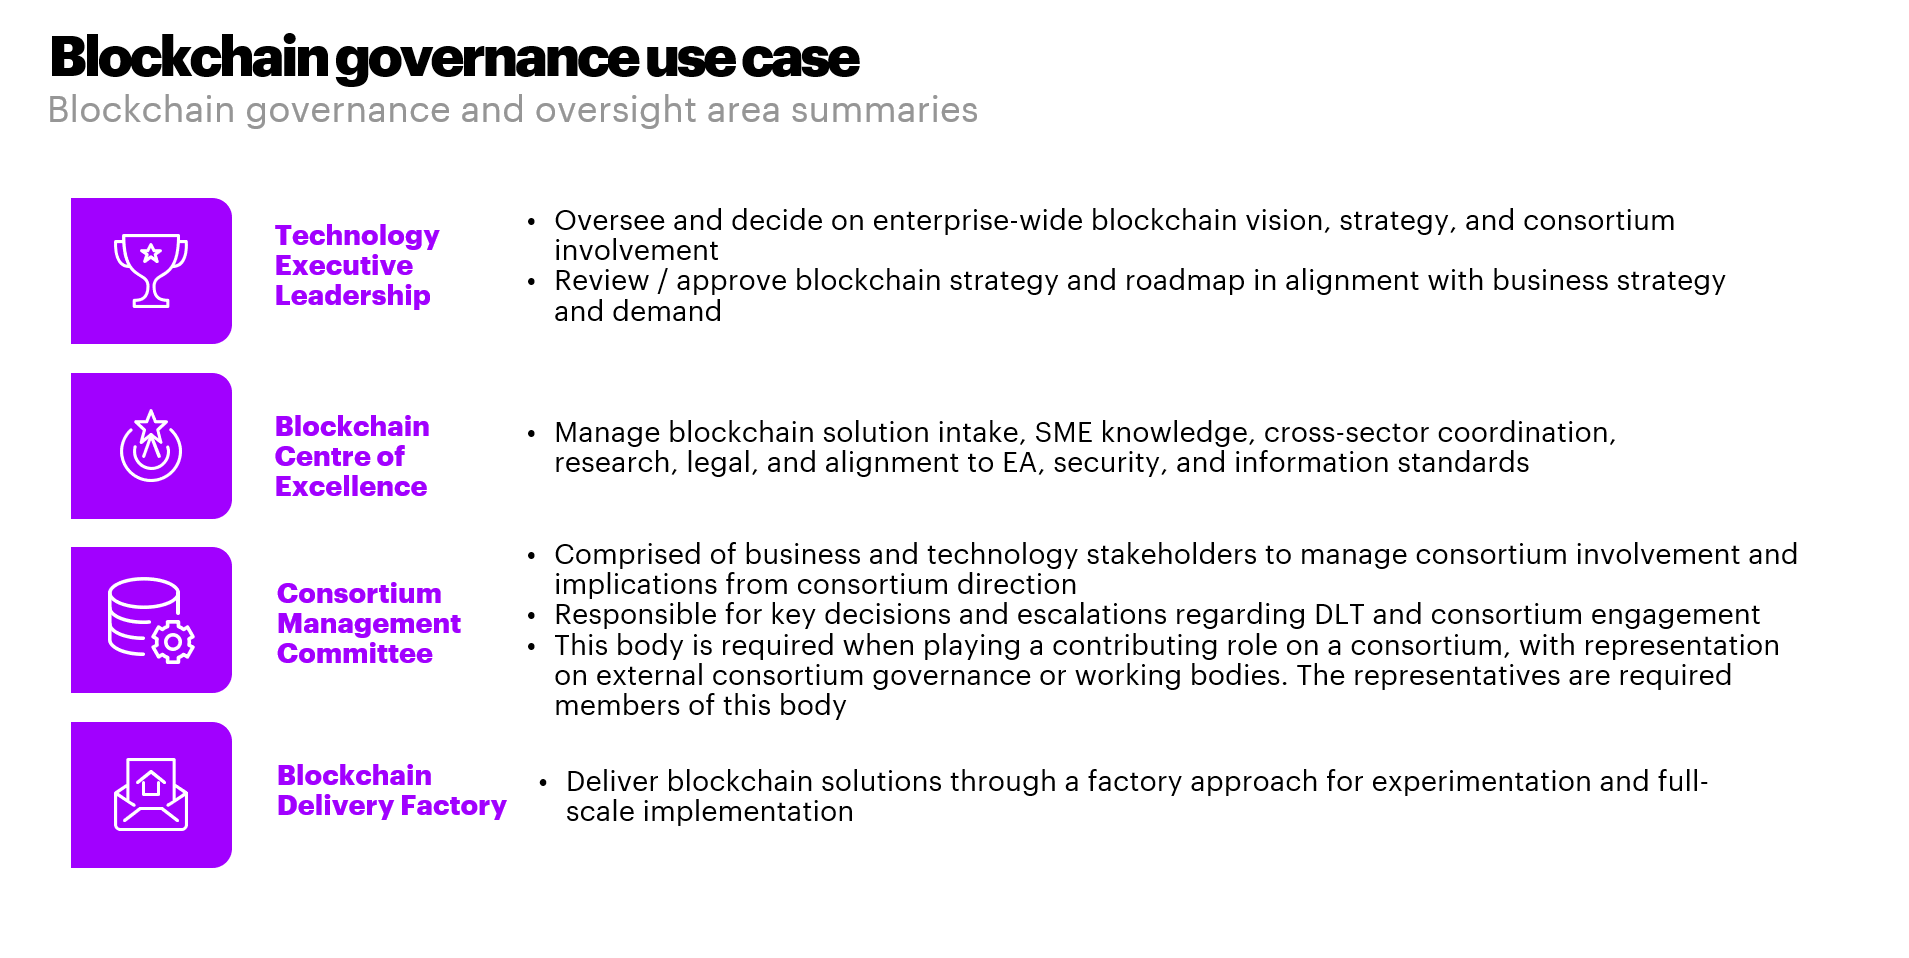 Blockchain governance use case
Blockchain governance and oversight area summaries
Technology
Executive
Leadership
• Oversee and decide on enterprise-wide blockchain vision, strategy, and consortium
involvement
• Review / approve blockchain strategy and roadmap in alignment with business strategy
and demand
Blockchain
Centre of
Excellence
• Manage blockchain solution intake, SME knowledge, cross-sector coordination,
research, legal, and alignment to EA, security, and information standards
Consortium
Management
Committee
• Comprised of business and technology stakeholders to manage consortium involvement and
implications from consortium direction
• Responsible for key decisions and escalations regarding DLT and consortium engagement
• This body is required when playing a contributing role on a consortium, with representation
on external consortium governance or working bodies. The representatives are required
members of this body
Blockchain
Delivery Factory
• Deliver blockchain solutions through a factory approach for experimentation and full-
scale implementation